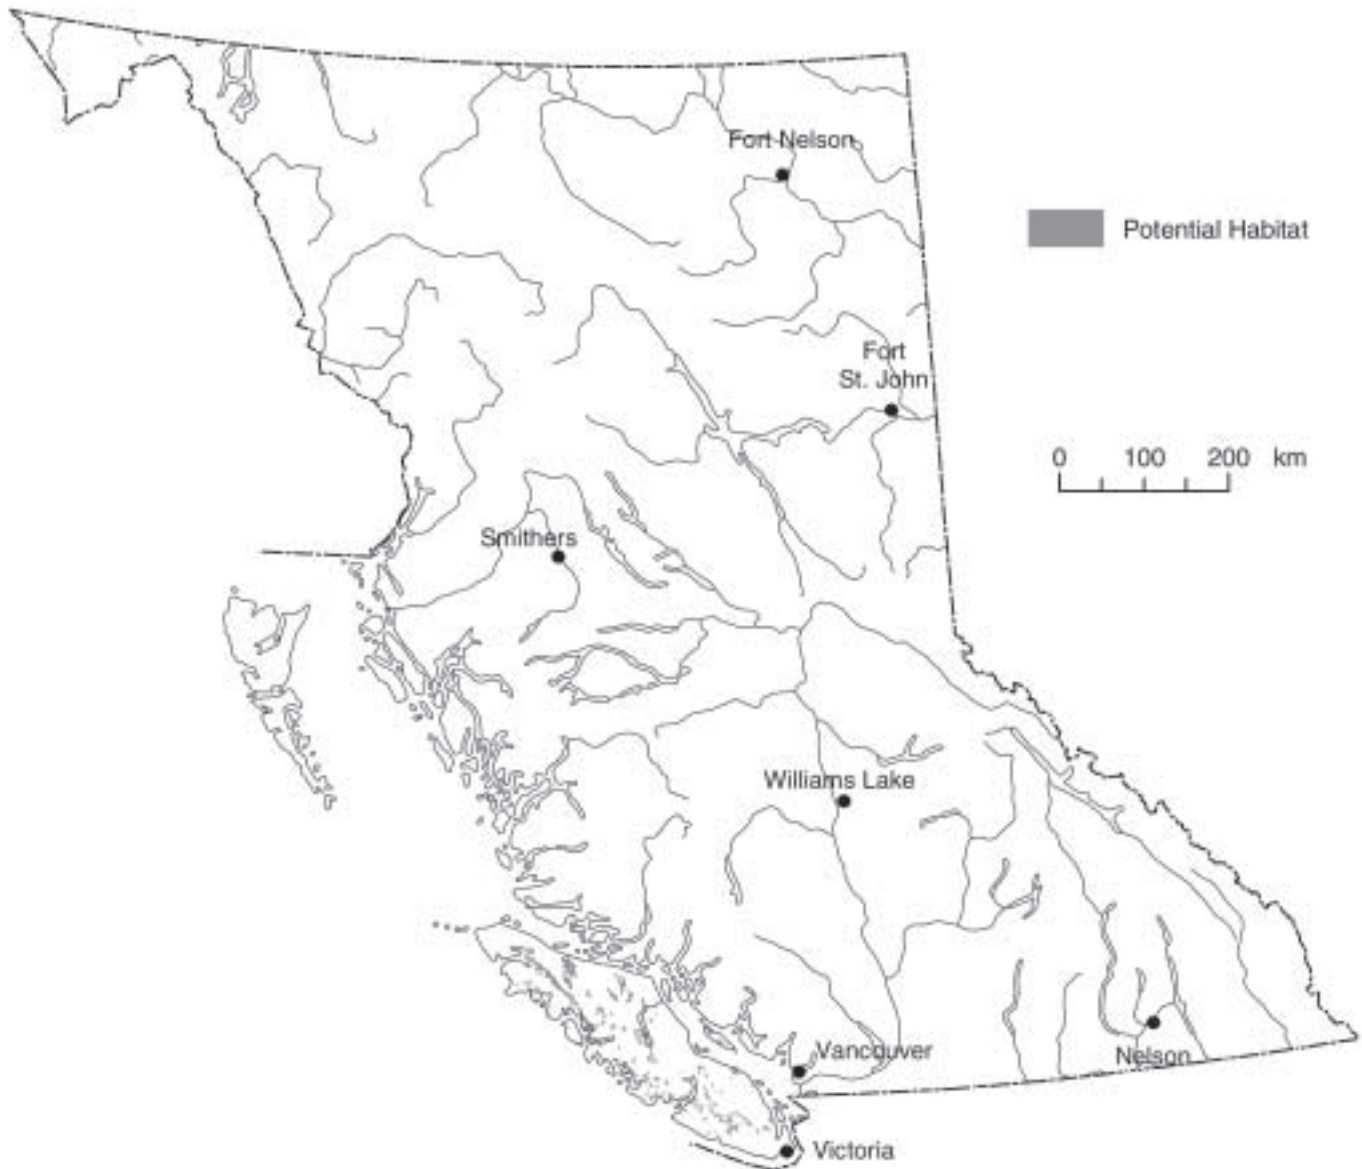 Fort Nelson
Potential Habitat
Fort
St. John
0 100 200 km
Smithers
Williams Lake
Vancouver
Nelson
Victoria